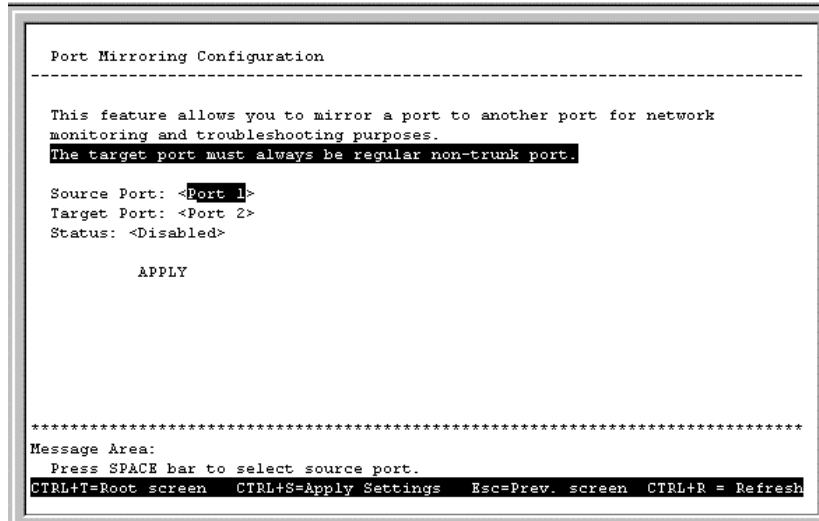 Port Mirroring Configuration
--------------------------------------------------------------------------------
This feature allows you to mirror a port to another port for network
monitoring and troubleshooting purposes.
The target port must always be regular non-trunk port.
Source Port: <Port 1>
Target Port: <Port 2>
Status: <Disabled>
APPLY
********************************************************************************
Message Area:
Press SPACE bar to select source port.
CTRL+T=Root screen CTRL+S=Apply Settings Esc=Prev. screen CTRL+R = Refresh